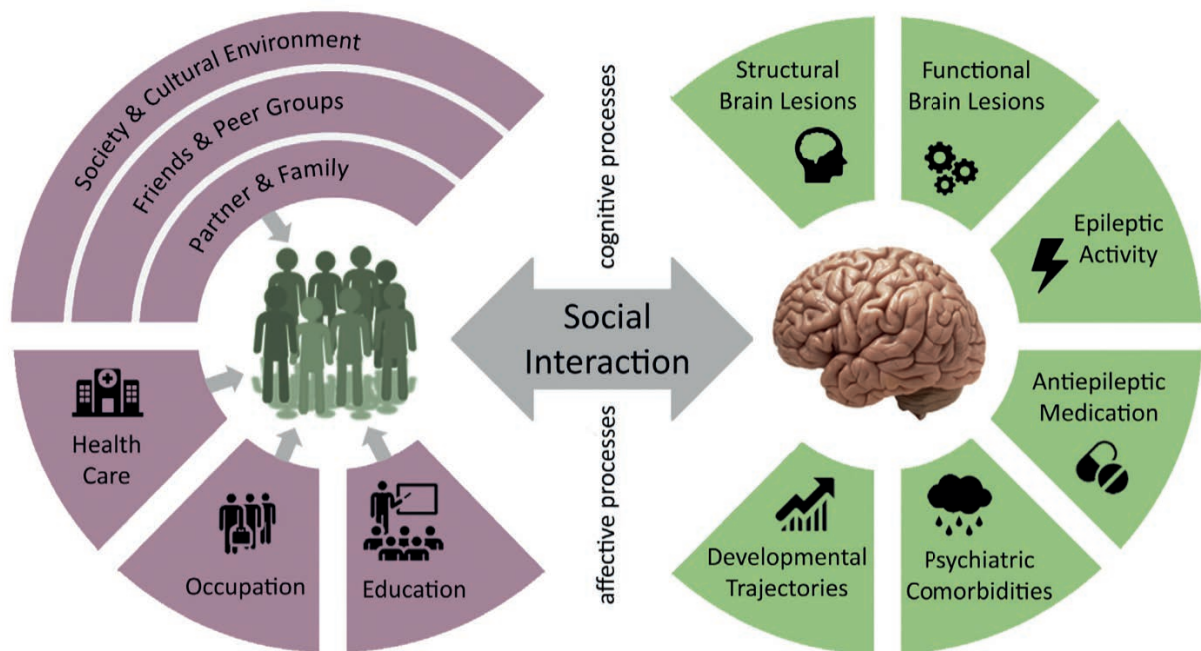 Society & Cultural Environment
Friends & Peer Groups
Partner & Family
Health
Care
Occupation
Education
cognitive processes
Social
Interaction
affective processes
Structural
Brain Lesions
Functional
Brain Lesions
Epileptic
Activity
Antiepileptic
Medication
Psychiatric
Comorbidities
Developmental
Trajectories